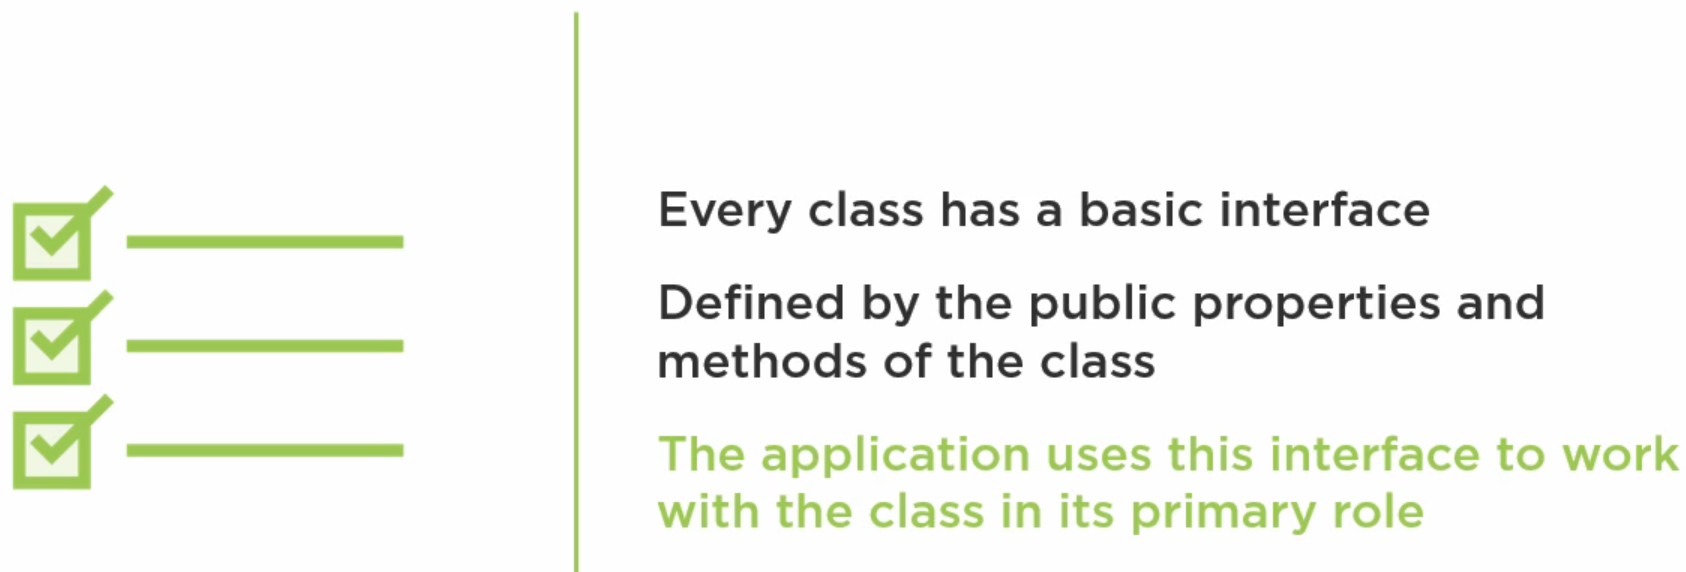 Every class has a basic interface
Defined by the public properties and
methods of the class
The application uses this interface to work
with the class in its primary role